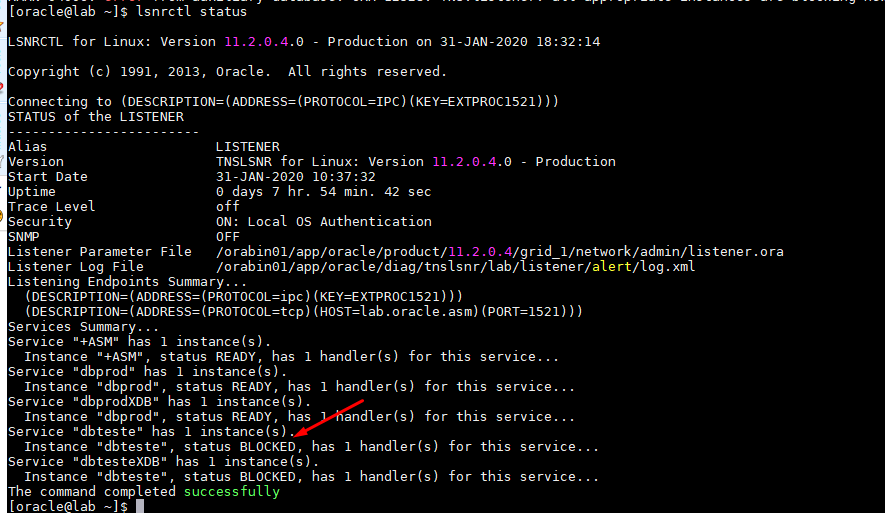 [oracle@lab ~]$ lsnrctl status
LSNRCTL for Linux: Version 11.2.0.4.0 - Production on 31-JAN-2020 18:32:14
Copyright (c) 1991, 2013, Oracle.  All rights reserved.
Connecting to (DESCRIPTION=(ADDRESS=(PROTOCOL=IPC)(KEY=EXTPROC1521)))
STATUS of the LISTENER
------------------------
Alias                     LISTENER
Version                   TNSLSNR for Linux: Version 11.2.0.4.0 - Production
Start Date                31-JAN-2020 10:37:32
Uptime                    0 days 7 hr. 54 min. 42 sec
Trace Level               off
Security                  ON: Local OS Authentication
SNMP                      OFF
Listener Parameter File   /orabin01/app/oracle/product/11.2.0.4/grid_1/network/admin/listener.ora
Listener Log File         /orabin01/app/oracle/diag/tnslsnr/lab/listener/alert/log.xml
Listening Endpoints Summary...
  (DESCRIPTION=(ADDRESS=(PROTOCOL=ipc)(KEY=EXTPROC1521)))
  (DESCRIPTION=(ADDRESS=(PROTOCOL=tcp)(HOST=lab.oracle.asm)(PORT=1521)))
Services Summary...
Service "+ASM" has 1 instance(s).
  Instance "+ASM", status READY, has 1 handler(s) for this service...
Service "dbprod" has 1 instance(s).
  Instance "dbprod", status READY, has 1 handler(s) for this service...
Service "dbprodXDB" has 1 instance(s).
  Instance "dbprod", status READY, has 1 handler(s) for this service...
Service "dbteste" has 1 instance(s).
  Instance "dbteste", status BLOCKED, has 1 handler(s) for this service...
Service "dbtesteXDB" has 1 instance(s).
  Instance "dbteste", status BLOCKED, has 1 handler(s) for this service...
The command completed successfully
[oracle@lab ~]$